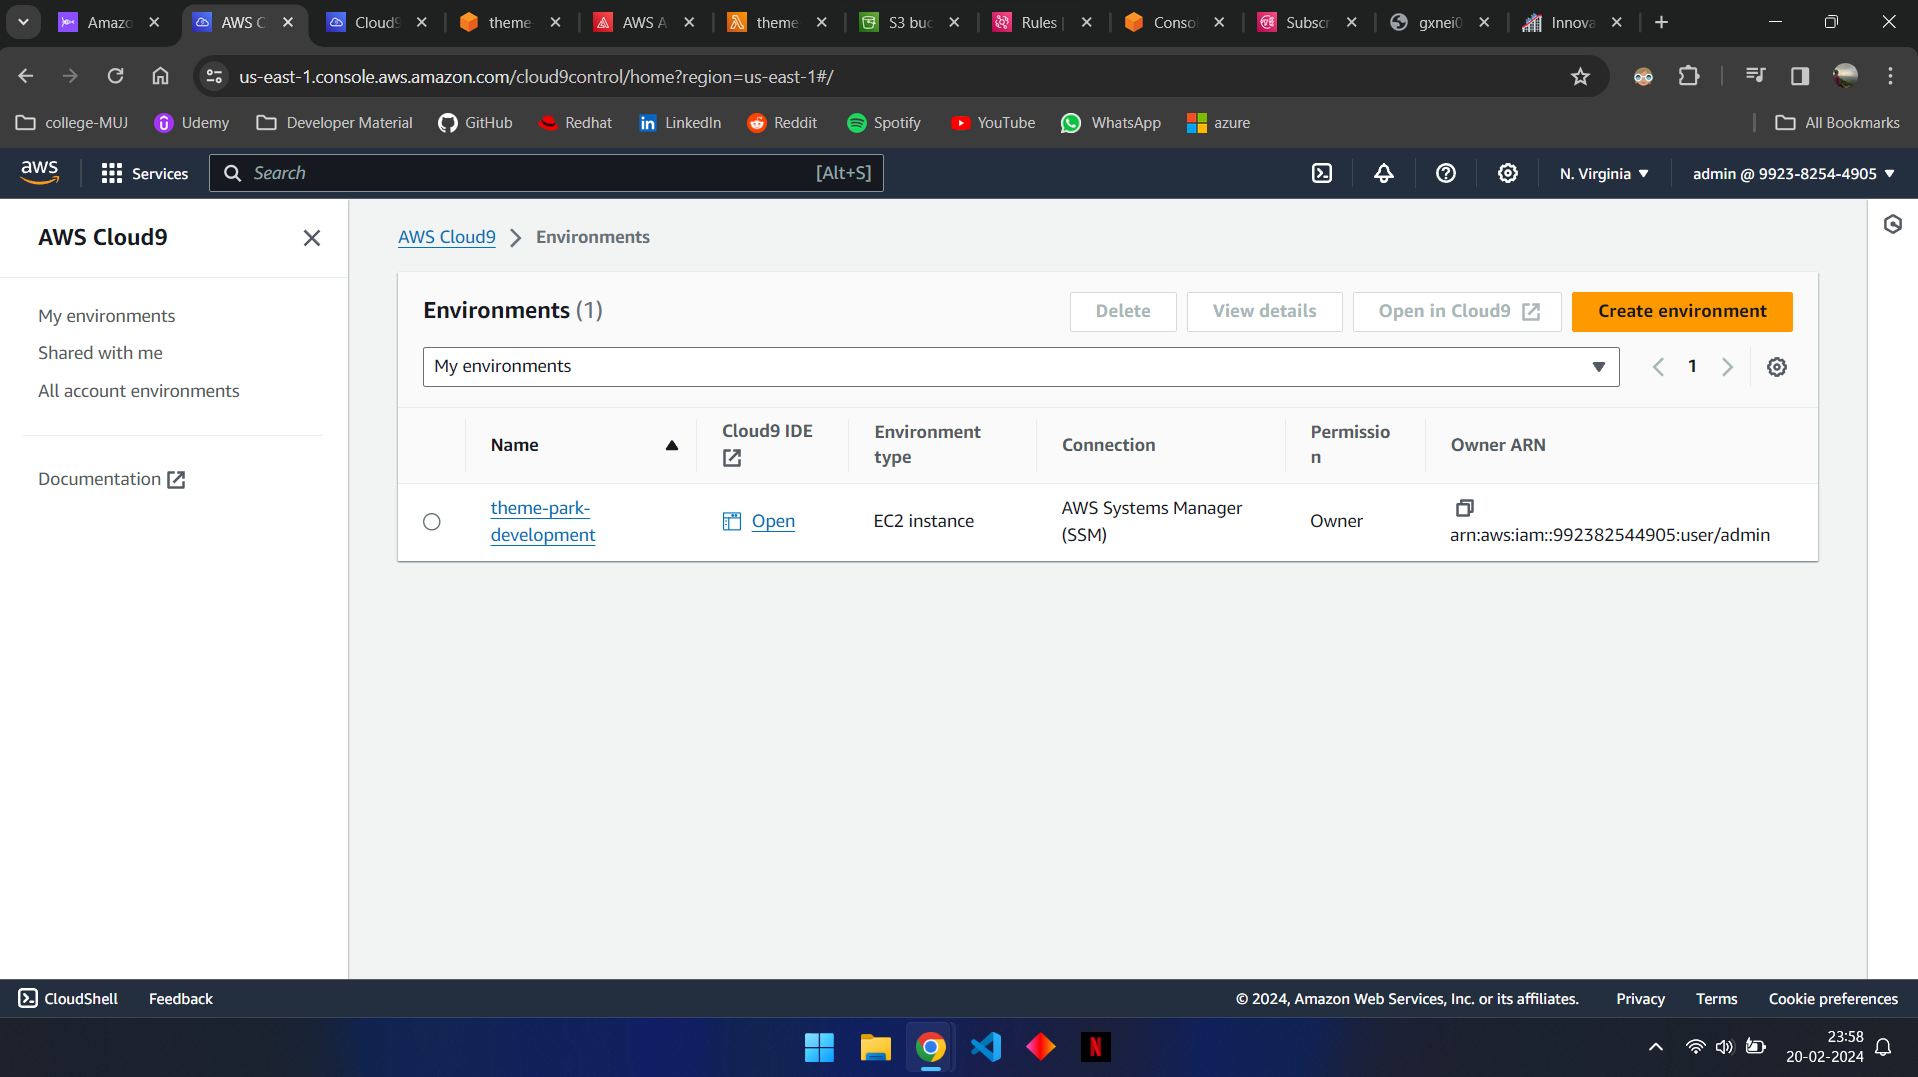 Amazo
AWS C
Cloud9
theme-
AWS A
theme
S3 buc
Rules |
Consol
Subscr
gxnei0
Innova
us-east-1.console.aws.amazon.com/cloud9control/home?region=us-east-1#/
college-MUJ
Udemy
Developer Material
GitHub
Redhat
LinkedIn
Reddit
Spotify
YouTube
WhatsApp
azure
All Bookmarks
aws
Services
Search
[Alt+S]
N. Virginia
admin @ 9923-8254-4905
AWS Cloud9
My environments
Shared with me
All account environments
Documentation
AWS Cloud9
Environments
Environments (1)
Delete
View details
Open in Cloud9
Create environment
My environments
1
Name
Cloud9 IDE
Environment
type
Connection
Permissio
n
Owner ARN
theme-park-
development
Open
EC2 instance
AWS Systems Manager
(SSM)
Owner
arn:aws:iam::992382544905:user/admin
CloudShell
Feedback
© 2024, Amazon Web Services, Inc. or its affiliates.
Privacy
Terms
Cookie preferences
N
23:58
20-02-2024